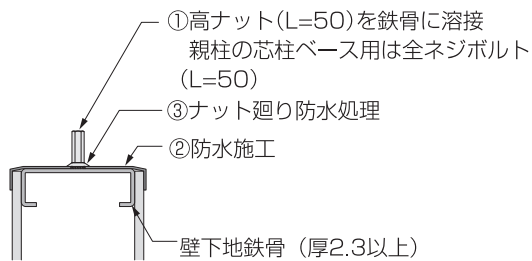 ①高ナット(L=50)を鉄骨に溶接
親柱の芯柱ベース用は全ネジボルト
(L=50)
③ナット廻り防水処理
②防水施工
壁下地鉄骨（厚2.3以上）